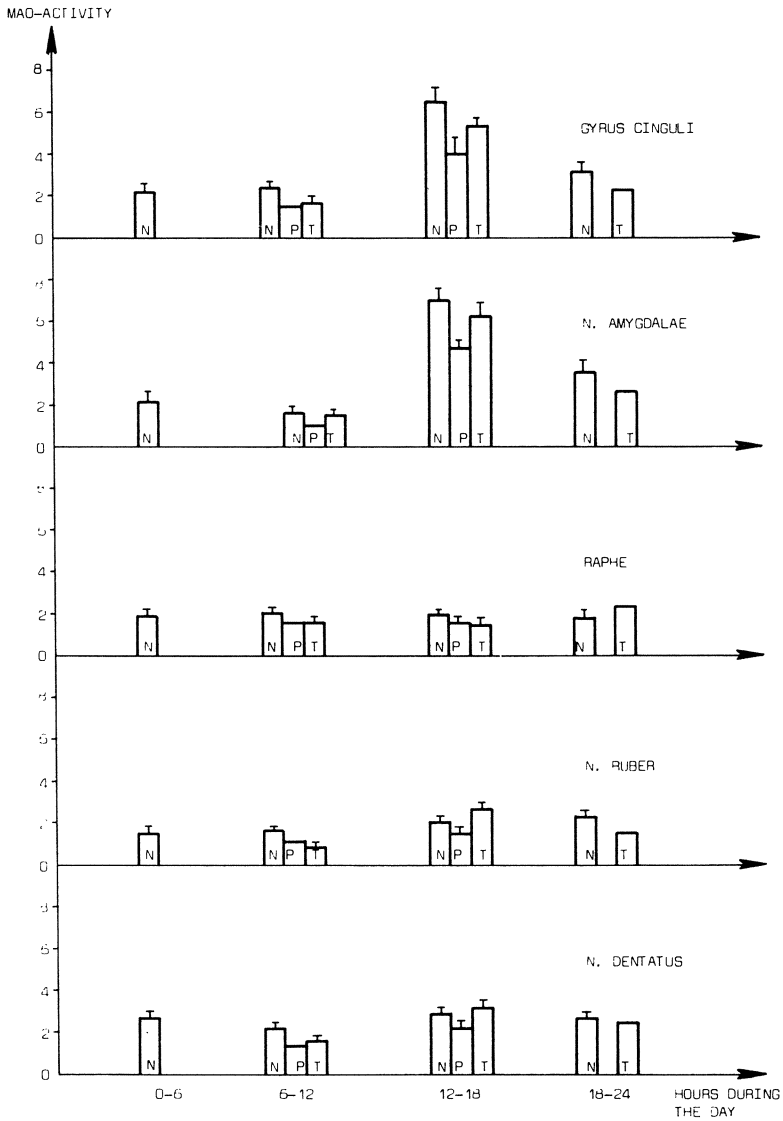 MAO-ACTIVITY
8
6
4
2
0
GYRUS CINGULI
N
N P T
N P T
N T
4
2
0
N. AMYGDALAE
N
N P T
N P T
N T
4
2
0
RAPHE
N
N P T
N P T
N T
4
0
N. RUBER
N
N P T
N P T
N T
4
2
0
N. DENTATUS
N
N P T
N P T
N T
0-6 6-12 12-18 18-24 HOURS DURING
THE DAY